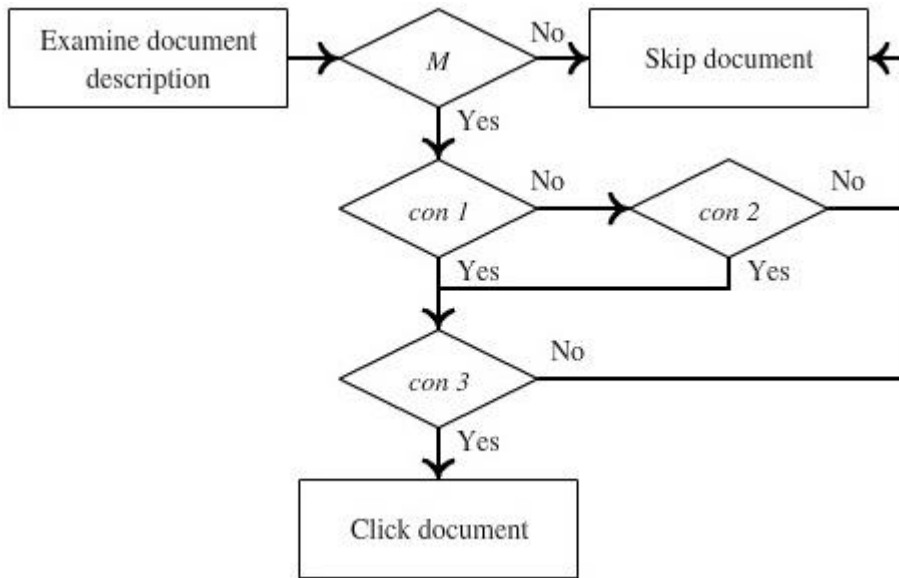 Examine document
description
M
No
Skip document
Yes
con 1
No
con 2
No
Yes
Yes
con 3
No
Yes
Click document